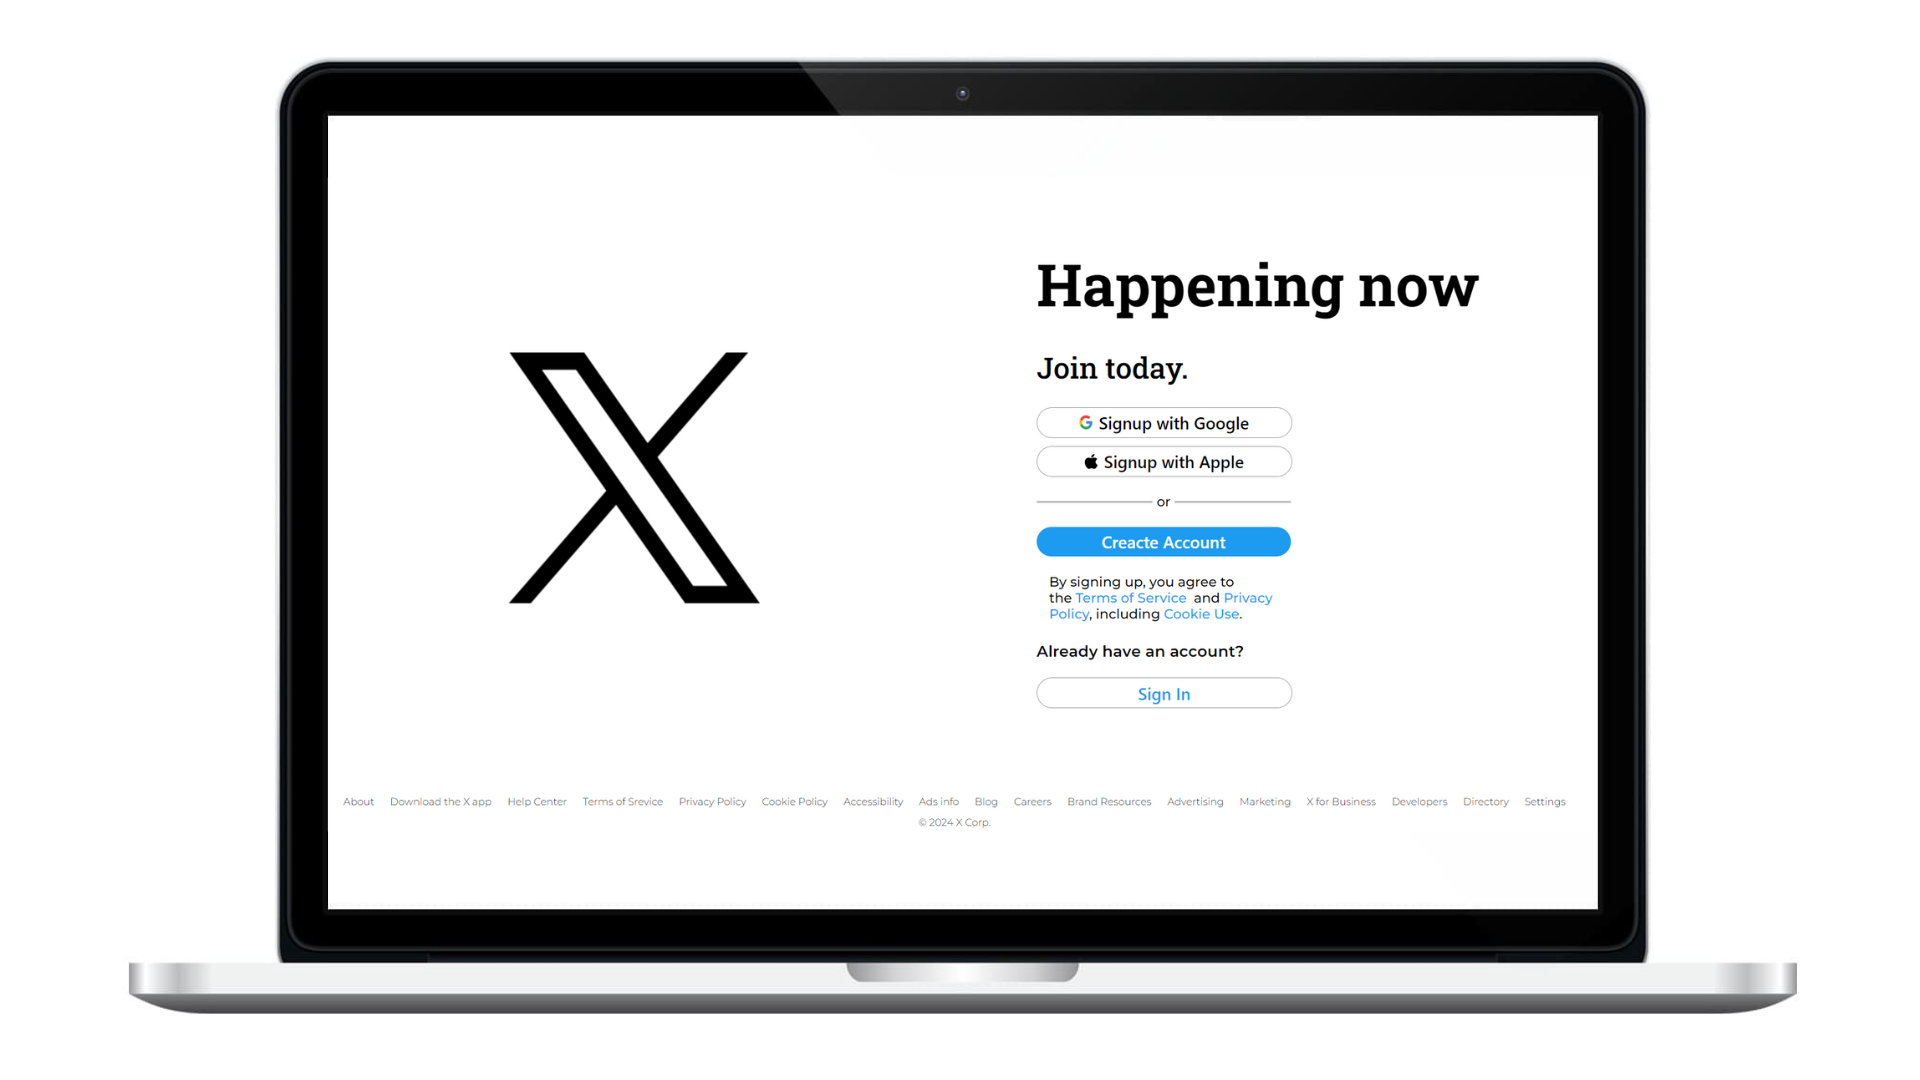 Happening now
Join today.
Signup with Google
Signup with Apple
or
Creacte Account
By signing up, you agree to
the Terms of Service and Privacy
Policy, including Cookie Use.
Already have an account?
Sign In
About Download the X app Help Center Terms of Srevice Privacy Policy Cookie Policy Accessibility Ads info Blog Careers Brand Resources Advertising Marketing X for Business Developers Directory Settings
© 2024 X Corp.